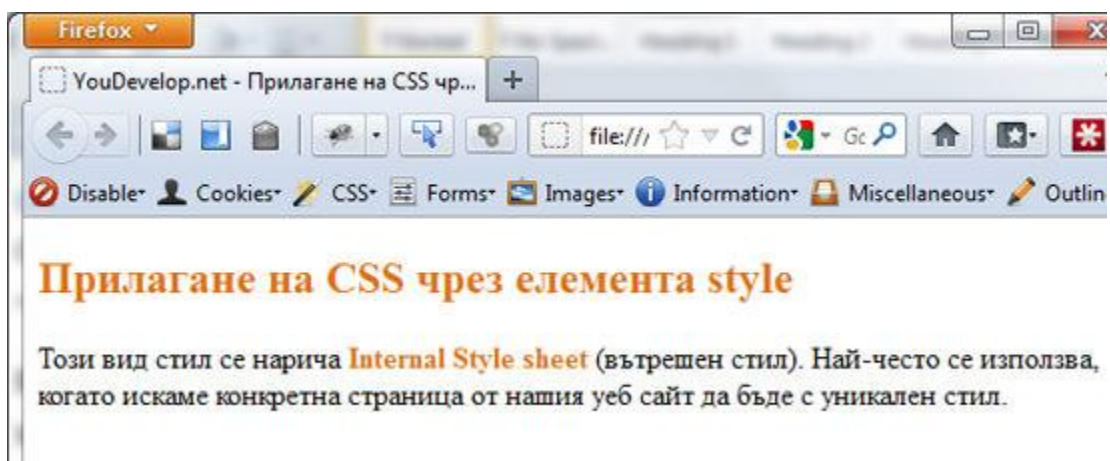 Firefox
YouDevelop.net - Прилагане на CSS чр...
file:///
Disable Cookies CSS Forms Images Information Miscellaneous Outlin
Прилагане на CSS чрез елемента style
Този вид стил се нарича Internal Style sheet (вътрешен стил). Най-често се използва,
когато искаме конкретна страница от нашия уеб сайт да бъде с уникален стил.